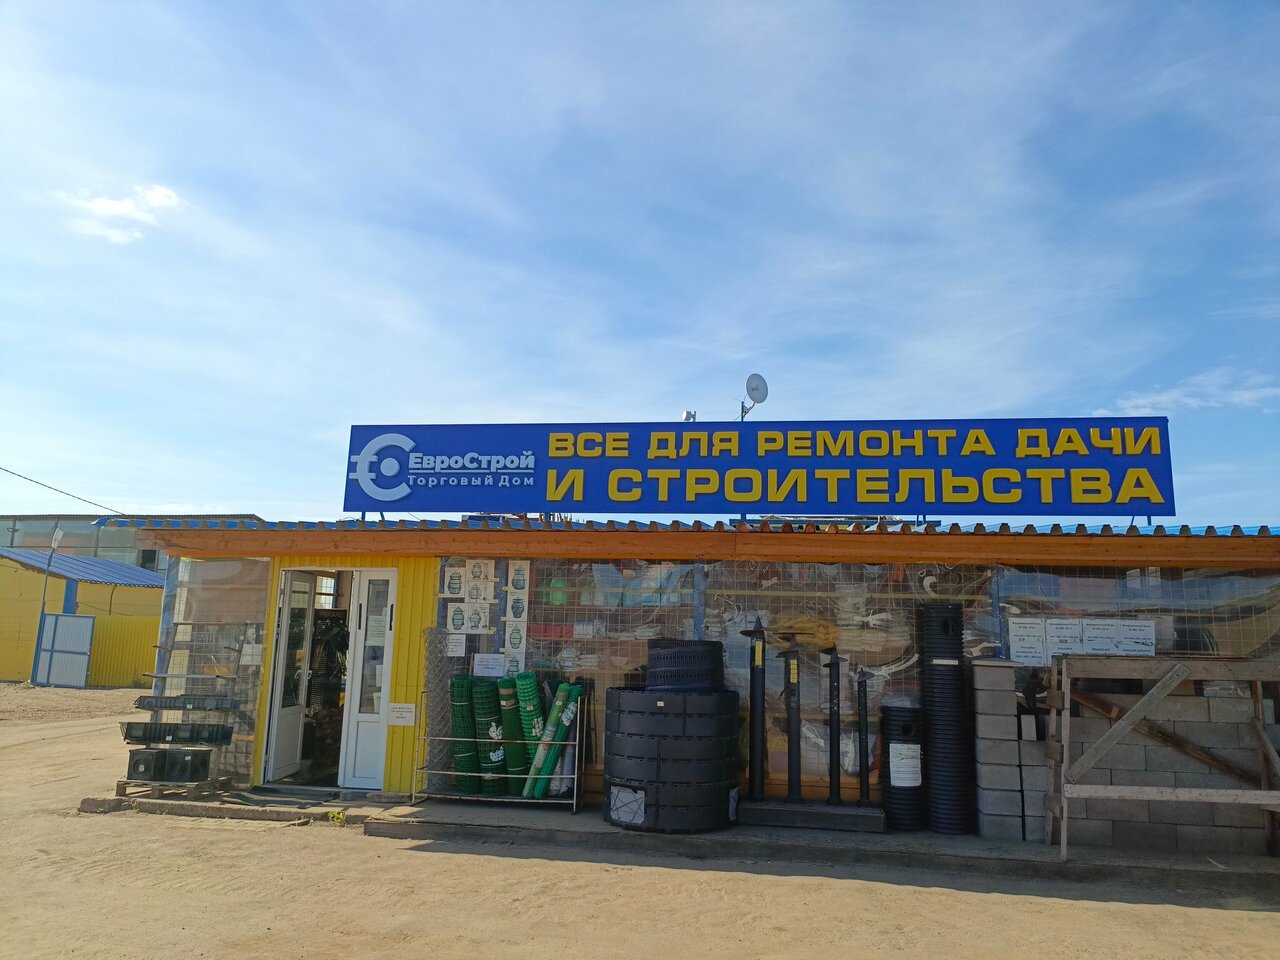 ЕвроСтрой
Торговый Дом
ВСЕ ДЛЯ РЕМОНТА ДАЧИ
И СТРОИТЕЛЬСТВА